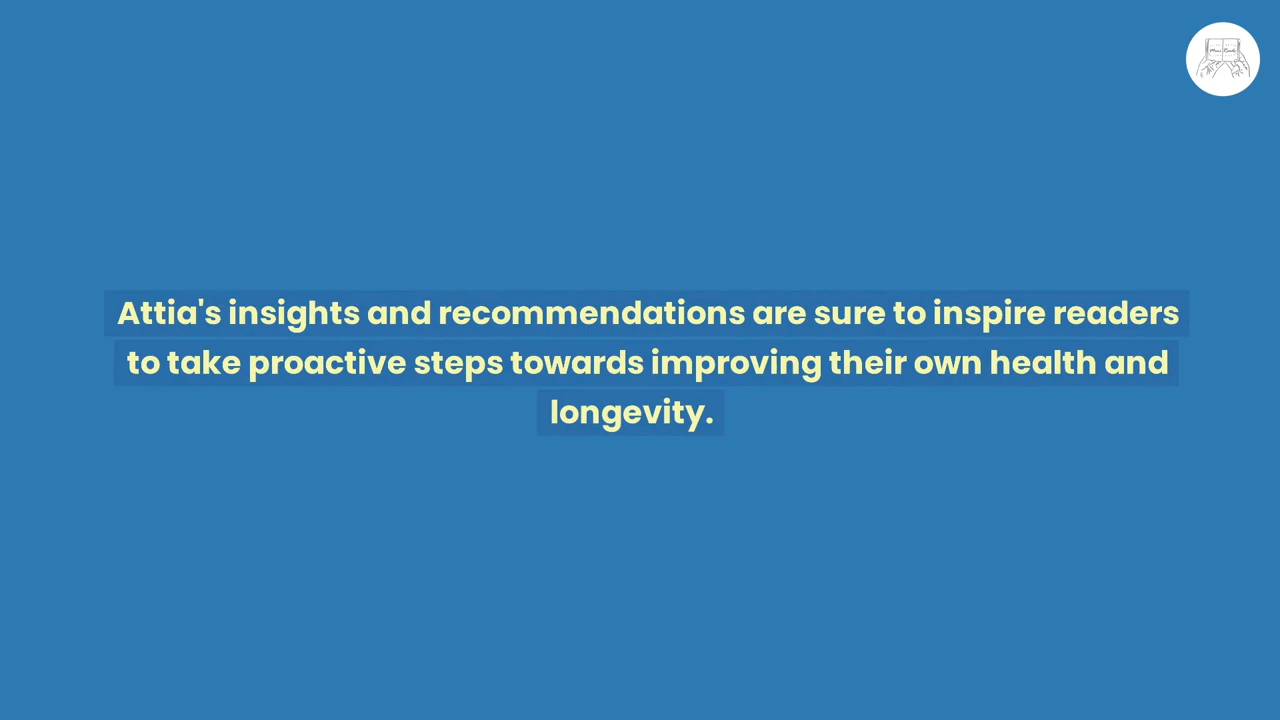 Attia's insights and recommendations are sure to inspire readers
to take proactive steps towards improving their own health and
longevity.